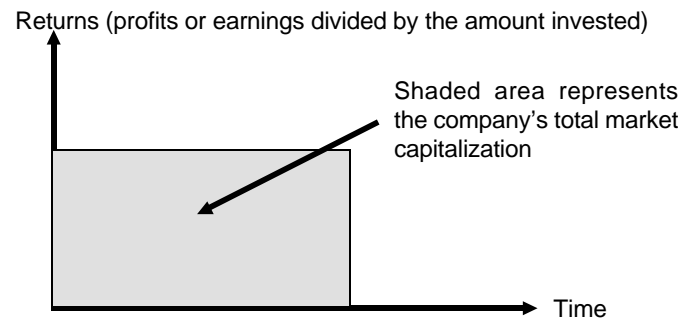 Returns (profits or earnings divided by the amount invested)
Shaded area represents
the company's total market
capitalization
Time